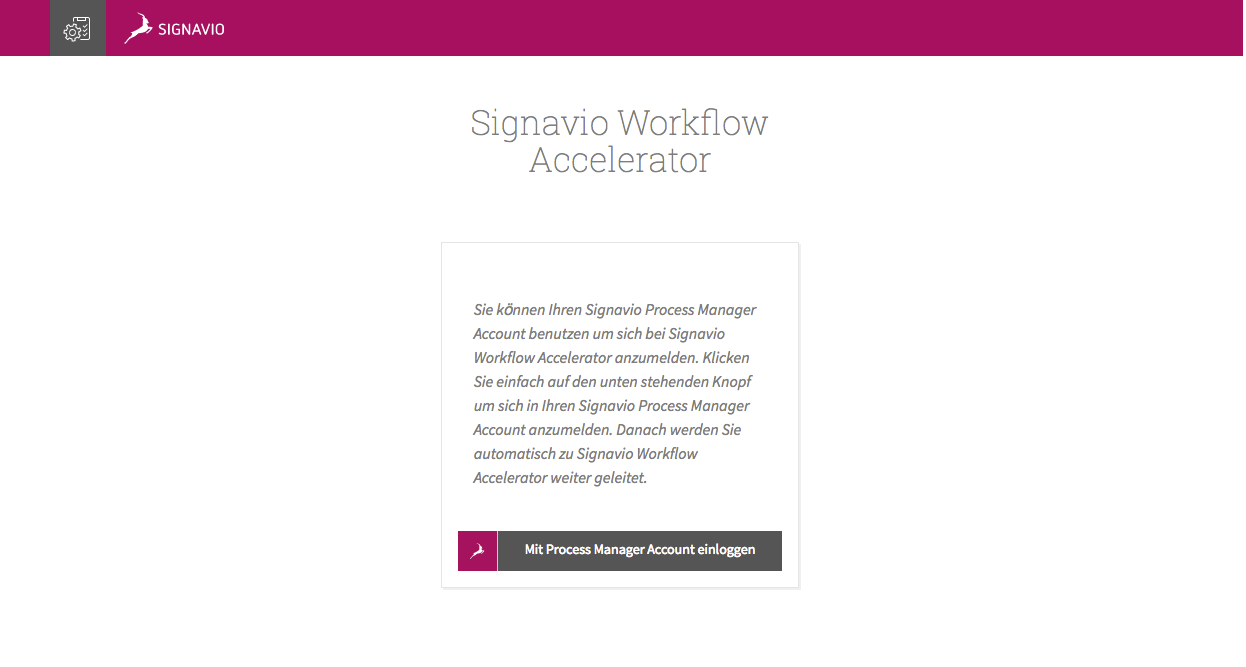 SIGNAVIO
Signavio Workflow
Accelerator
Sie können Ihren Signavio Process Manager
Account benutzen um sich bei Signavio
Workflow Accelerator anzumelden. Klicken
Sie einfach auf den unten stehenden Knopf
um sich in Ihren Signavio Process Manager
Account anzumelden. Danach werden Sie
automatisch zu Signavio Workflow
Accelerator weiter geleitet.
Mit Process Manager Account einloggen